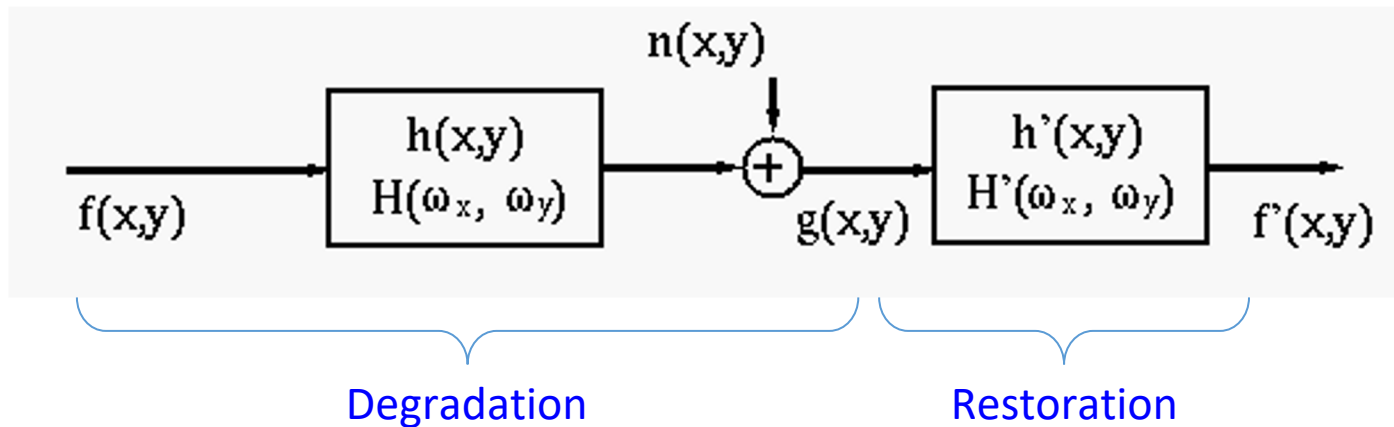 n(x,y)
h(x,y)
H(ωx, ωy)
+
h’(x,y)
H’(ωx, ωy)
f(x,y)
g(x,y)
f’(x,y)
Degradation
Restoration